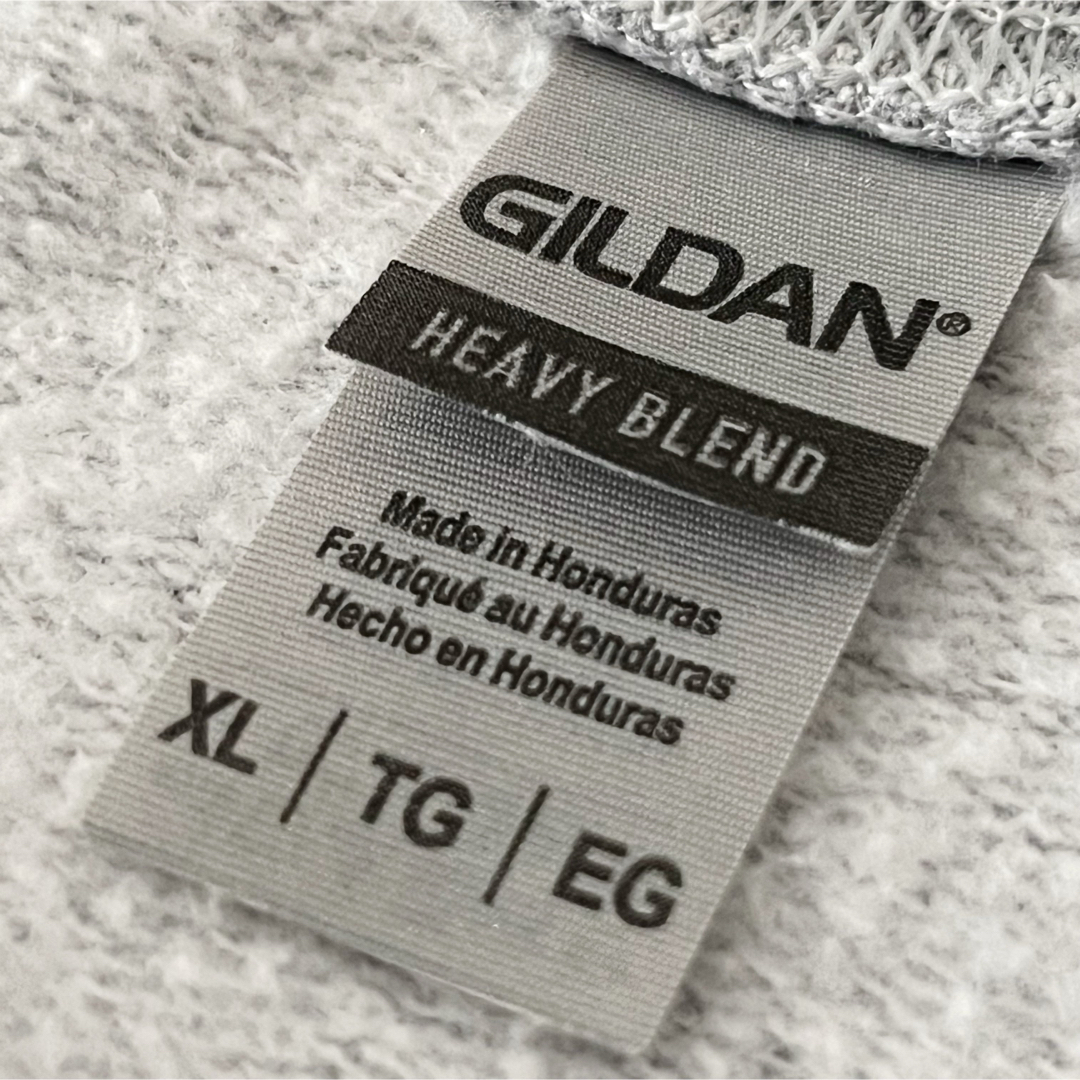 GILDAN®
HEAVY BLEND
Made in Honduras
Fabriqué au Honduras
Hecho en Honduras
XL | TG | EG